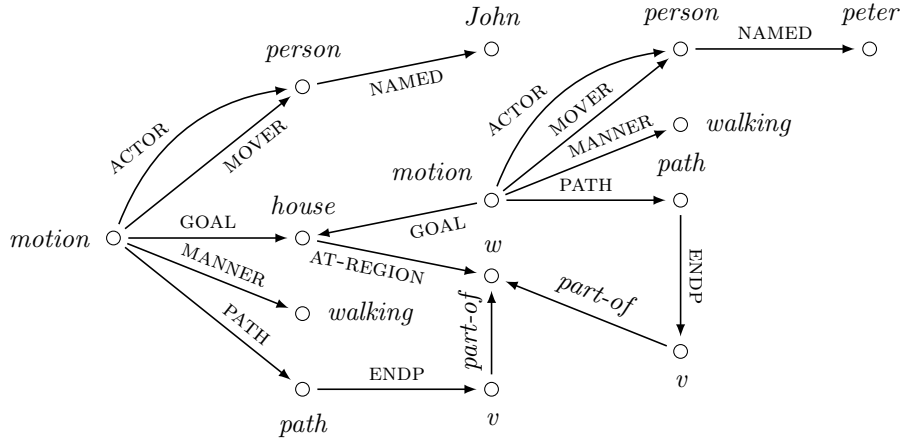 John
person
peter
person
NAMED
NAMED
ACTOR
MOVER
ACTOR
MOVER
MANNER
walking
motion
path
PATH
house
motion
GOAL
GOAL
w
MANNER
AT-REGION
ENDP
walking
PATH
part-of
part-of
ENDP
v
path
v